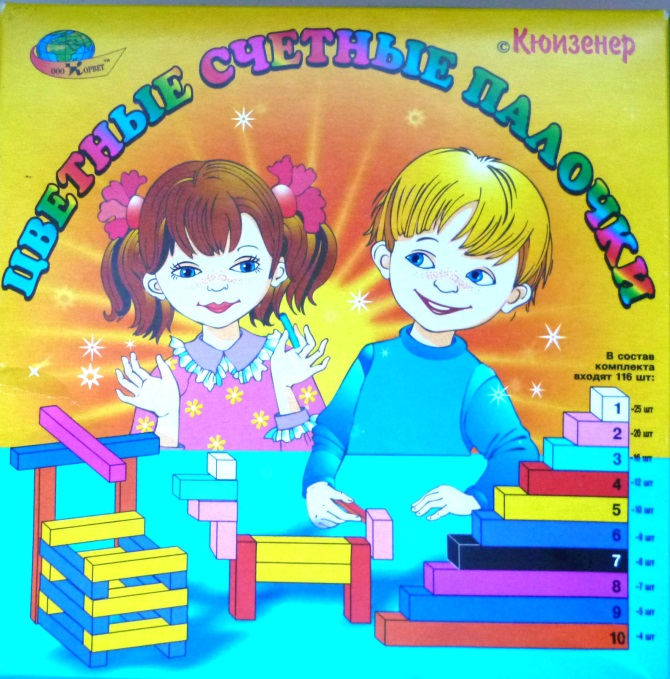 © Кюизенер
ООО КОРВЕТ™
ЦВЕТНЫЕ СЧЕТНЫЕ ПАЛОЧКИ
В состав
комплекта
входят 116 шт:
1 -25 шт
2 -20 шт
3 -16 шт
4 -12 шт
5 -10 шт
6 -9 шт
7 -8 шт
8 -7 шт
9 -5 шт
10 -4 шт